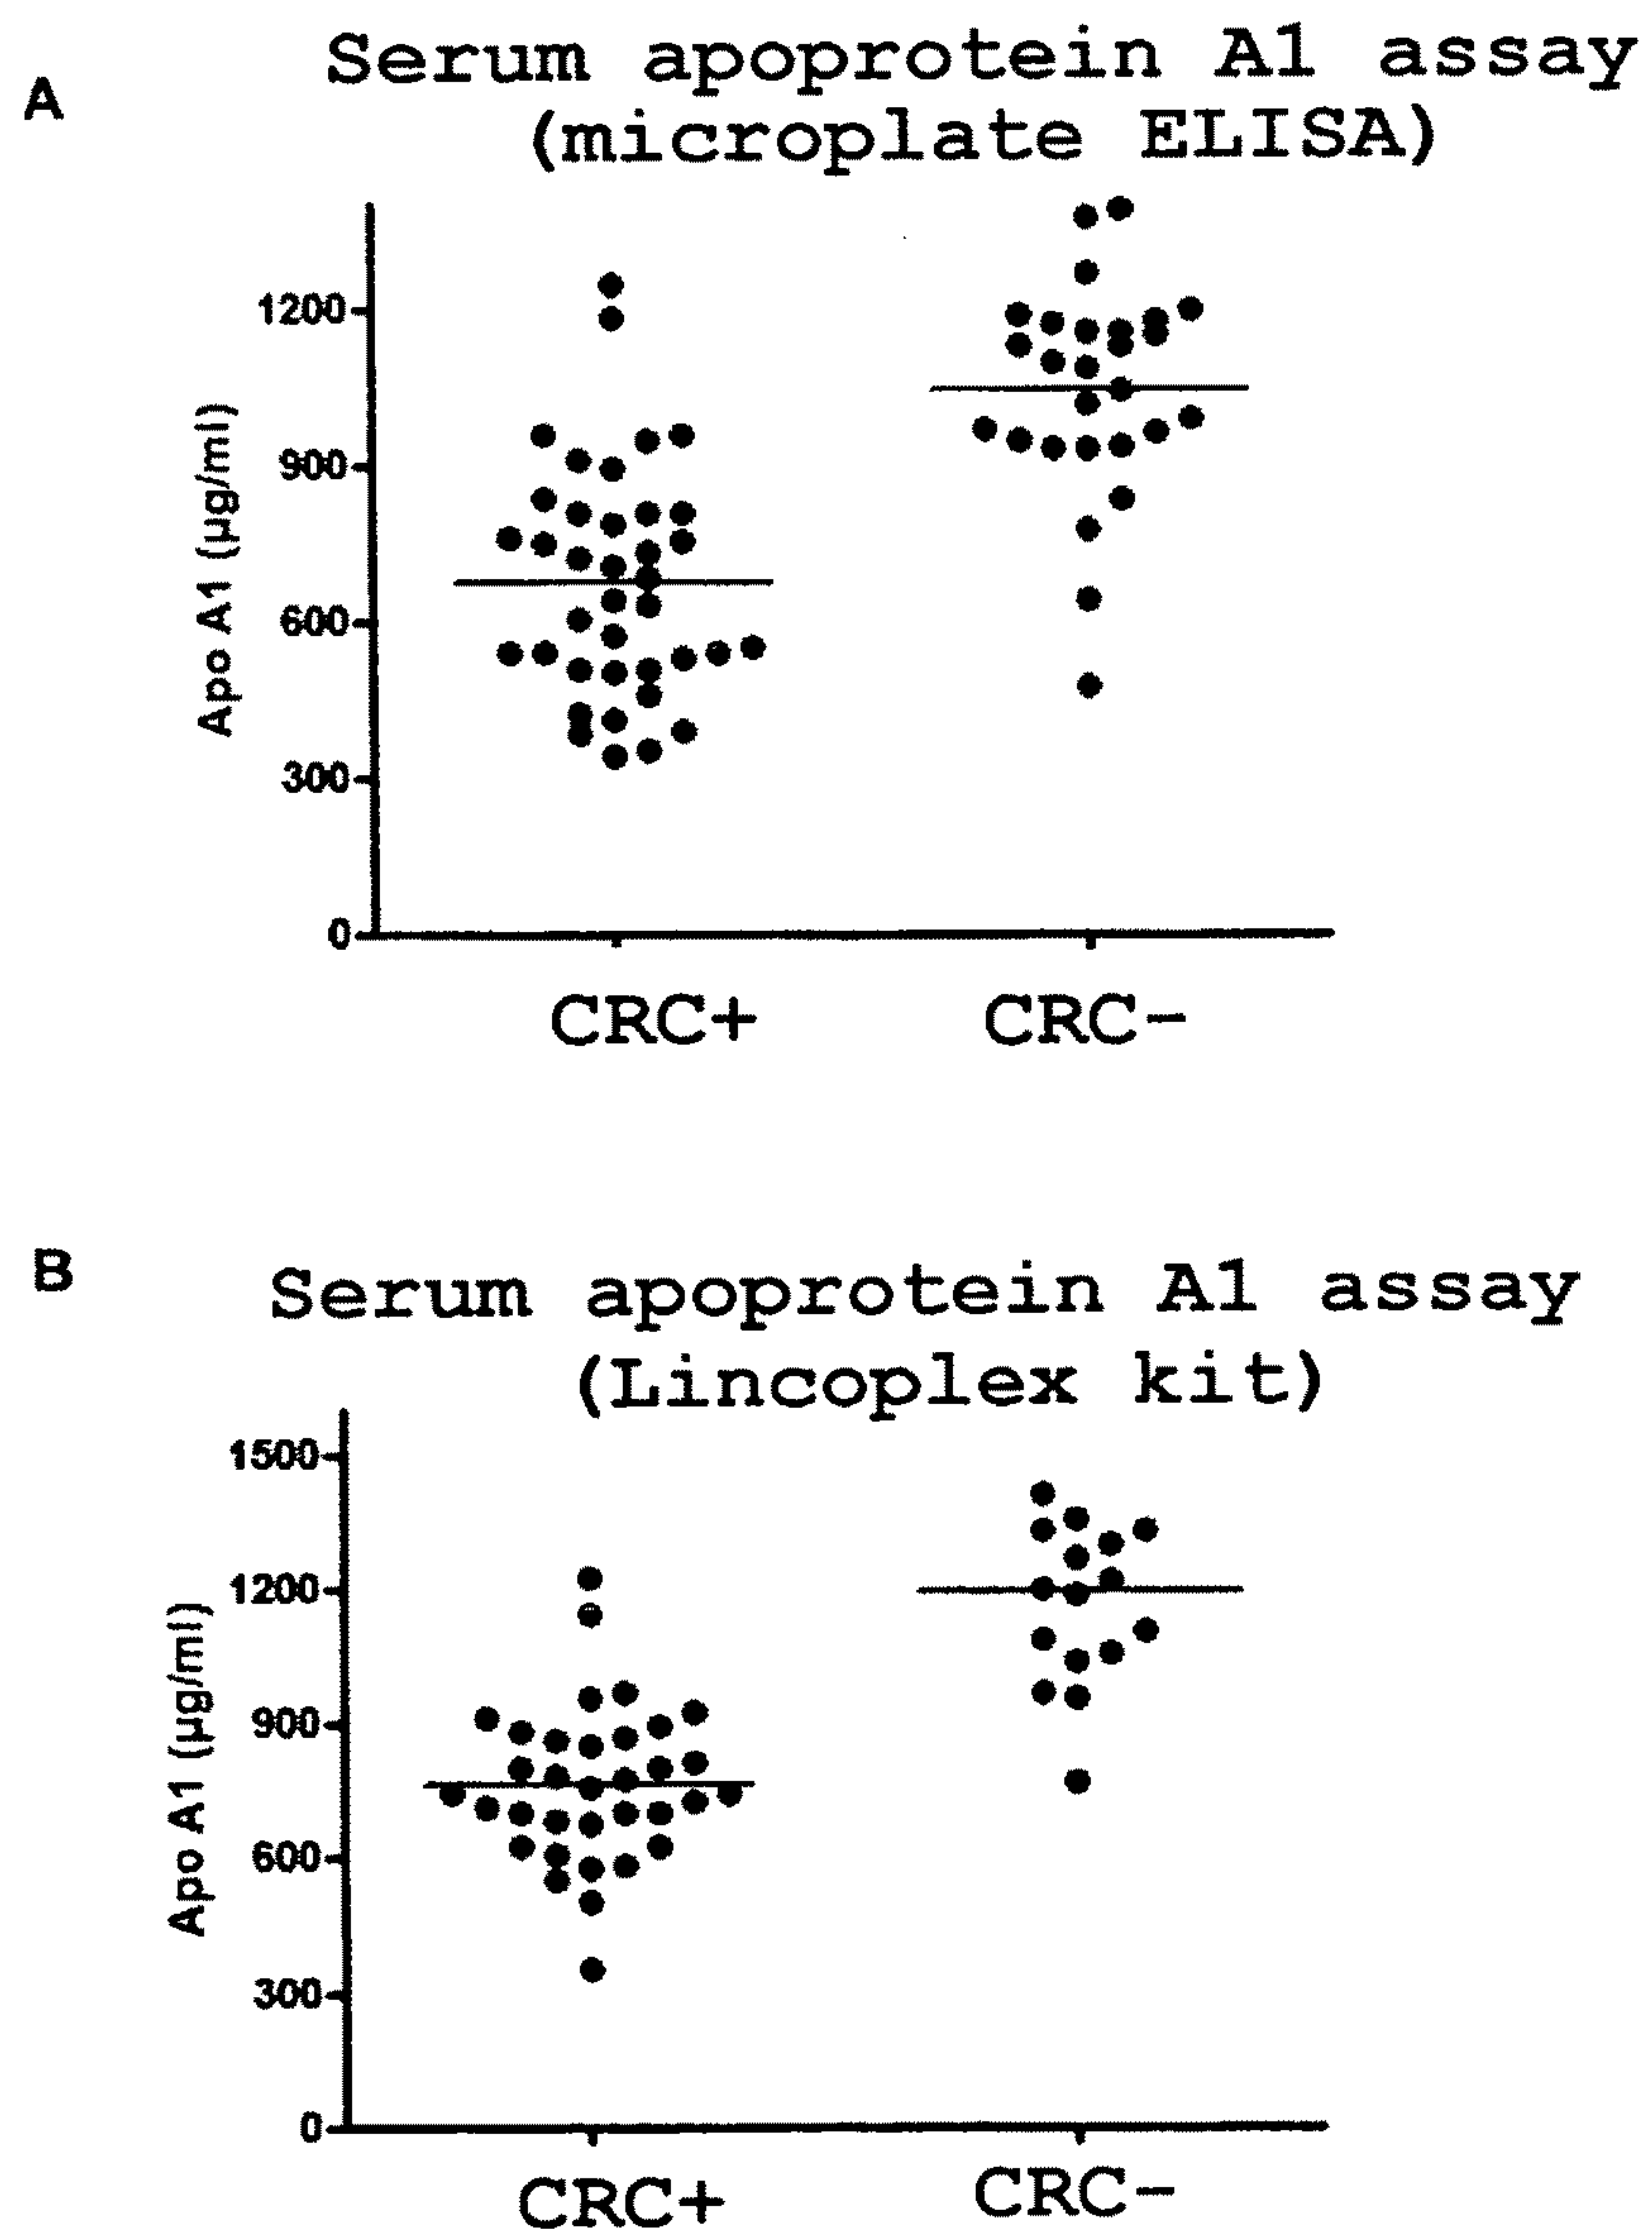 A
Serum apoprotein A1 assay
(microplate ELISA)
Apo A1 (µg/ml)
1200
900
600
300
0
CRC+ CRC-
B
Serum apoprotein A1 assay
(Lincoplex kit)
Apo A1 (µg/ml)
1500
1200
900
600
300
0
CRC+ CRC-